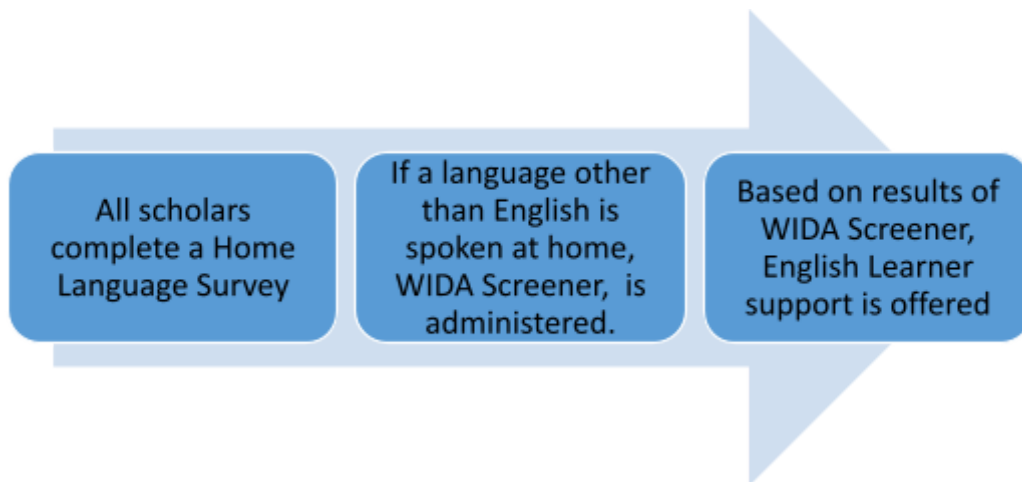 All scholars
complete a Home
Language Survey
If a language other
than English is
spoken at home,
WIDA Screener,  is
administered.
Based on results of
WIDA Screener,
English Learner
support is offered